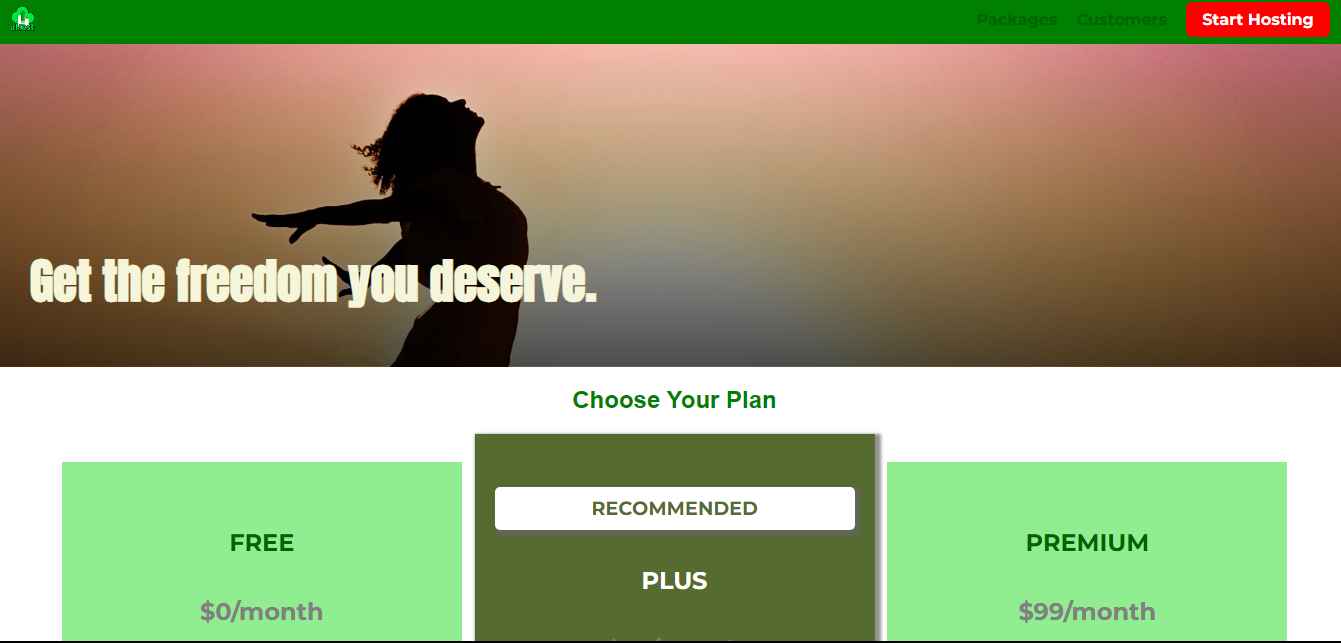 uHost
Packages Customers Start Hosting
Get the freedom you deserve.
Choose Your Plan
RECOMMENDED
FREE
PREMIUM
PLUS
$0/month
$99/month